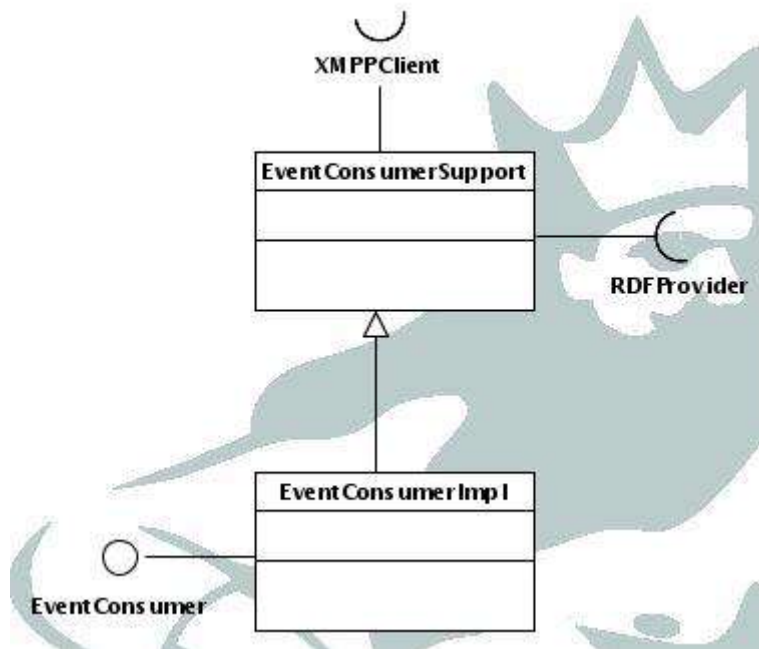 XMPPClient
EventConsumerSupport
RDFProvider
EventConsumerImpl
EventConsumer